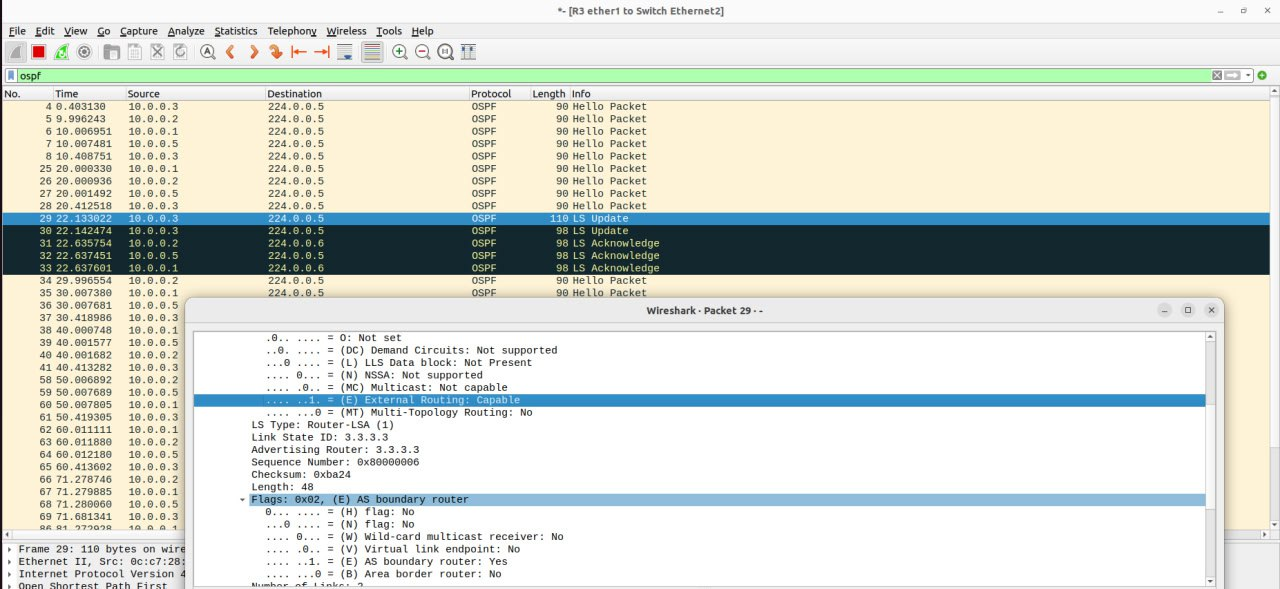 *- [R3 ether1 to Switch Ethernet2]
File Edit View Go Capture Analyze Statistics Telephony Wireless Tools Help
ospf
No. Time Source Destination Protocol Length Info
4 0.403130 10.0.0.3 224.0.0.5 OSPF 90 Hello Packet
5 9.996243 10.0.0.2 224.0.0.5 OSPF 90 Hello Packet
6 10.006951 10.0.0.1 224.0.0.5 OSPF 90 Hello Packet
7 10.007481 10.0.0.5 224.0.0.5 OSPF 90 Hello Packet
8 10.408751 10.0.0.3 224.0.0.5 OSPF 90 Hello Packet
25 20.000330 10.0.0.1 224.0.0.5 OSPF 90 Hello Packet
26 20.000936 10.0.0.2 224.0.0.5 OSPF 90 Hello Packet
27 20.001492 10.0.0.5 224.0.0.5 OSPF 90 Hello Packet
28 20.412518 10.0.0.3 224.0.0.5 OSPF 90 Hello Packet
29 22.133022 10.0.0.3 224.0.0.5 OSPF 110 LS Update
30 22.142474 10.0.0.3 224.0.0.5 OSPF 98 LS Update
31 22.635754 10.0.0.2 224.0.0.6 OSPF 98 LS Acknowledge
32 22.637451 10.0.0.5 224.0.0.5 OSPF 98 LS Acknowledge
33 22.637601 10.0.0.1 224.0.0.6 OSPF 98 LS Acknowledge
34 29.996554 10.0.0.2 224.0.0.5 OSPF 90 Hello Packet
35 30.007380 10.0.0.1 224.0.0.5 OSPF 90 Hello Packet
36 30.007681 10.0.0.5
37 30.418986 10.0.0.3
38 40.000748 10.0.0.1
39 40.001577 10.0.0.5
40 40.001682 10.0.0.2
41 40.413282 10.0.0.3
58 50.006892 10.0.0.2
59 50.007689 10.0.0.5
60 50.007805 10.0.0.1
61 50.419305 10.0.0.3
62 60.011111 10.0.0.1
63 60.011880 10.0.0.2
64 60.012180 10.0.0.5
65 60.413602 10.0.0.3
66 71.278746 10.0.0.2
67 71.279885 10.0.0.1
68 71.280060 10.0.0.5
69 71.681341 10.0.0.3
86 81.272928 10.0.0.1
Frame 29: 110 bytes on wire
Ethernet II, Src: 0c:c7:28:
Internet Protocol Version 4
Open Shortest Path First
Wireshark · Packet 29 · -
.0.. .... = O: Not set
..0. .... = (DC) Demand Circuits: Not supported
...0 .... = (L) LLS Data block: Not Present
.... 0... = (N) NSSA: Not supported
.... .0.. = (MC) Multicast: Not capable
.... ..1. = (E) External Routing: Capable
.... ...0 = (MT) Multi-Topology Routing: No
LS Type: Router-LSA (1)
Link State ID: 3.3.3.3
Advertising Router: 3.3.3.3
Sequence Number: 0x80000006
Checksum: 0xba24
Length: 48
Flags: 0x02, (E) AS boundary router
0... .... = (H) flag: No
...0 .... = (N) flag: No
.... 0... = (W) Wild-card multicast receiver: No
.... .0.. = (V) Virtual link endpoint: No
.... ..1. = (E) AS boundary router: Yes
.... ...0 = (B) Area border router: No
Number of Links: 2